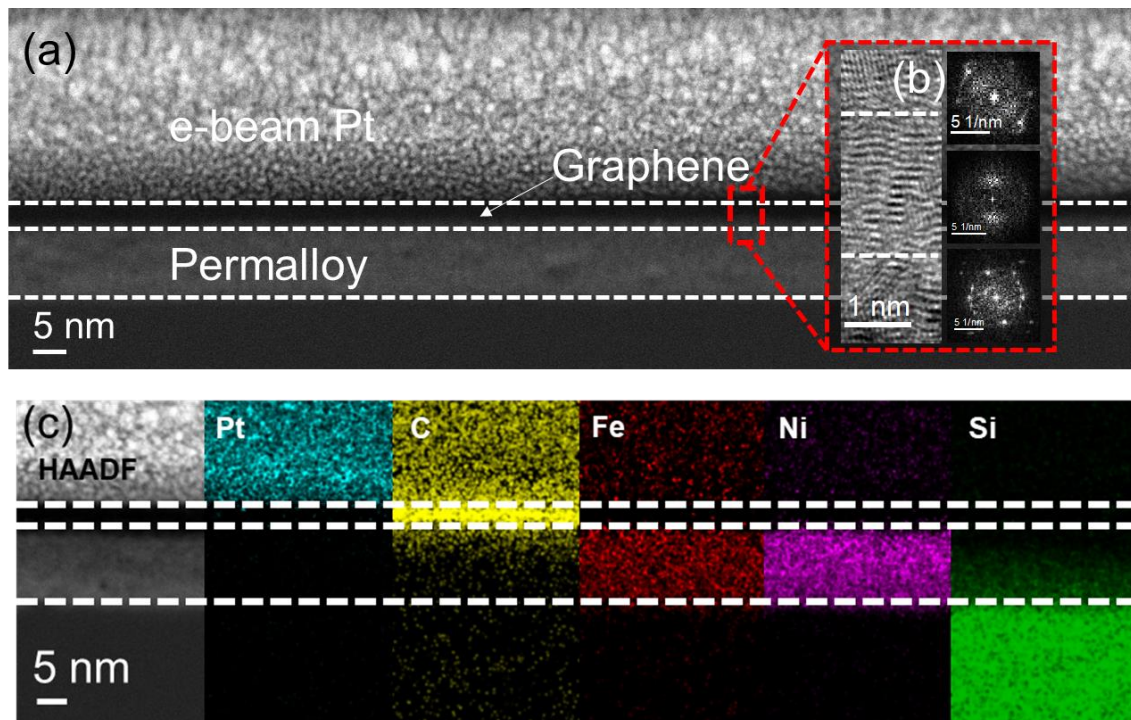 (a)
e-beam Pt
Graphene
Permalloy
5 nm
(b)
1 nm
5 1/nm
5 1/nm
5 1/nm
(c)
HAADF
Pt
C
Fe
Ni
Si
5 nm